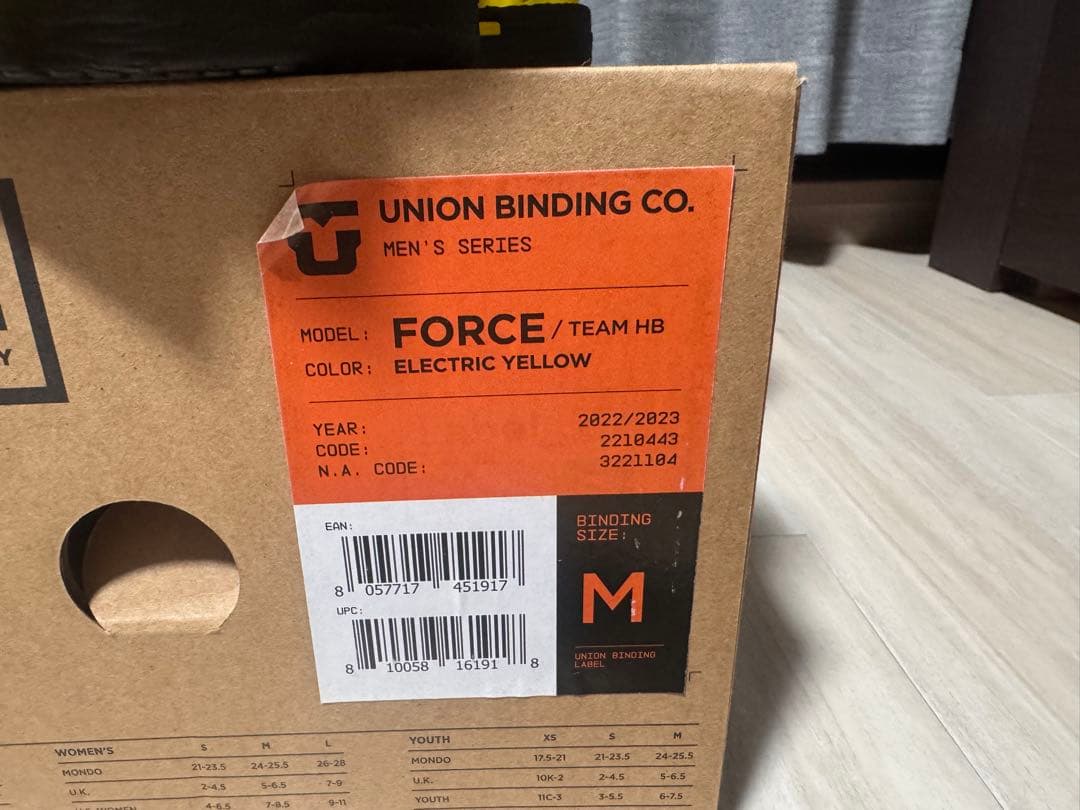 UNION BINDING CO.
MEN'S SERIES
MODEL: FORCE / TEAM HB
COLOR: ELECTRIC YELLOW
YEAR: 2022/2023
CODE: 2210443
N.A. CODE: 3221104
EAN:
8 057717 451917
UPC:
8 10058 16191 8
BINDING
SIZE:
M
UNION BINDING
LABEL
Y
WOMEN'S S M L
MONDO 21-23.5 24-25.5 26-28
U.K. 2-4.5 5-6.5 7-9
U.S. WOMEN 4-6.5 7-8.5 9-11
YOUTH XS S M
MONDO 17.5-21 21-23.5 24-25.5
U.K. 10K-2 2-4.5 5-6.5
YOUTH 11C-3 3-5.5 6-7.5